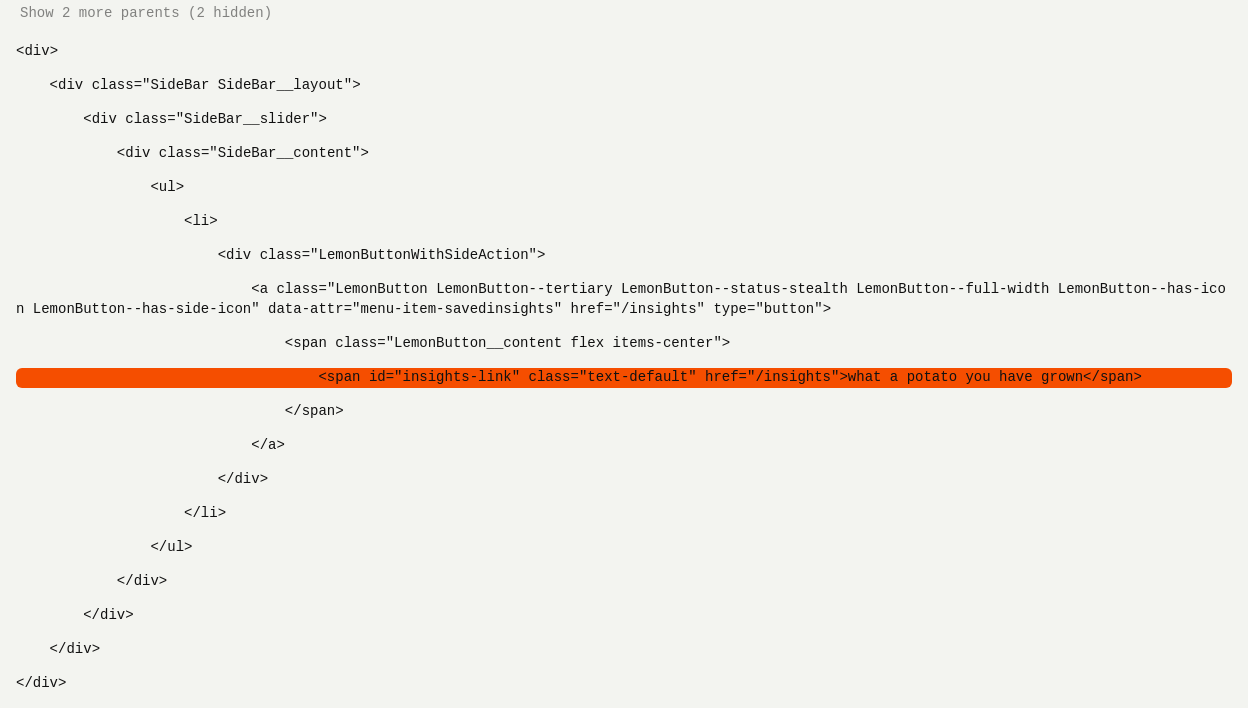 Show 2 more parents (2 hidden)
<div>
<div class="SideBar SideBar__layout">
<div class="SideBar__slider">
<div class="SideBar__content">
<ul>
<li>
<div class="LemonButtonWithSideAction">
<a class="LemonButton LemonButton--tertiary LemonButton--status-stealth LemonButton--full-width LemonButton--has-ico
n LemonButton--has-side-icon" data-attr="menu-item-savedinsights" href="/insights" type="button">
<span class="LemonButton__content flex items-center">
<span id="insights-link" class="text-default" href="/insights">what a potato you have grown</span>
</span>
</a>
</div>
</li>
</ul>
</div>
</div>
</div>
</div>